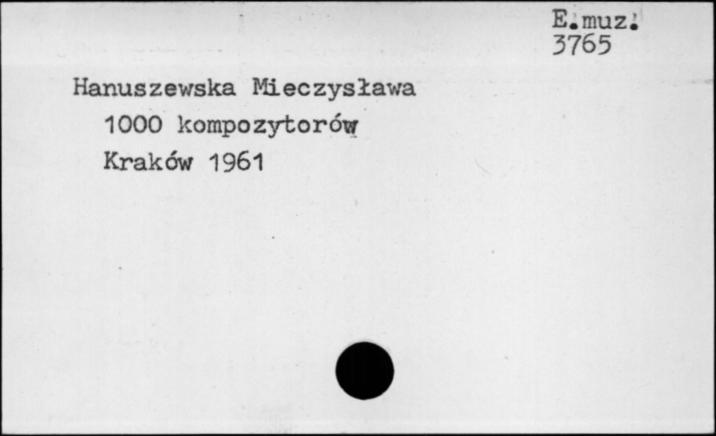 E.muz.
3765
Hanuszewska Mieczysława
1000 kompozytorów
Kraków 1961